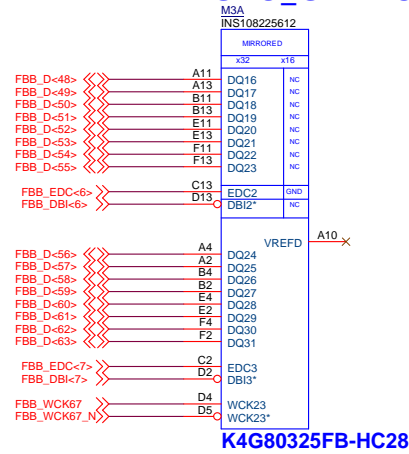 M3A
INS108225612
MIRRORED
x32 x16
FBB_D<48> A11 DQ16 NC
FBB_D<49> A13 DQ17 NC
FBB_D<50> B11 DQ18 NC
FBB_D<51> B13 DQ19 NC
FBB_D<52> E11 DQ20 NC
FBB_D<53> E13 DQ21 NC
FBB_D<54> F11 DQ22 NC
FBB_D<55> F13 DQ23 NC
FBB_EDC<6> C13 EDC2 GND
FBB_DBI<6> D13 DBI2* NC
VREFD A10
FBB_D<56> A4 DQ24
FBB_D<57> A2 DQ25
FBB_D<58> B4 DQ26
FBB_D<59> B2 DQ27
FBB_D<60> E4 DQ28
FBB_D<61> E2 DQ29
FBB_D<62> F4 DQ30
FBB_D<63> F2 DQ31
FBB_EDC<7> C2 EDC3
FBB_DBI<7> D2 DBI3*
FBB_WCK67 D4 WCK23
FBB_WCK67_N D5 WCK23*
K4G80325FB-HC28